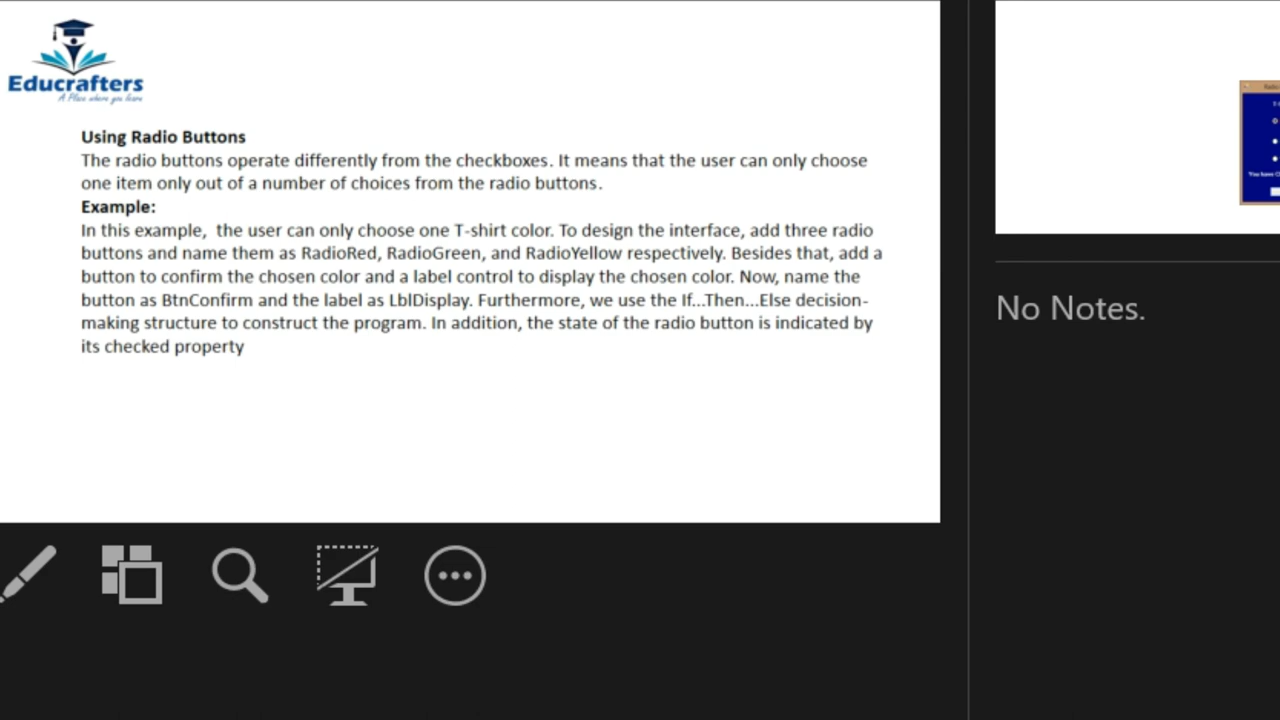 Educrafters
A Place where you learn
Using Radio Buttons
The radio buttons operate differently from the checkboxes. It means that the user can only choose
one item only out of a number of choices from the radio buttons.
Example:
In this example,  the user can only choose one T-shirt color. To design the interface, add three radio
buttons and name them as RadioRed, RadioGreen, and RadioYellow respectively. Besides that, add a
button to confirm the chosen color and a label control to display the chosen color. Now, name the
button as BtnConfirm and the label as LblDisplay. Furthermore, we use the If...Then...Else decision-
making structure to construct the program. In addition, the state of the radio button is indicated by
its checked property
No Notes.